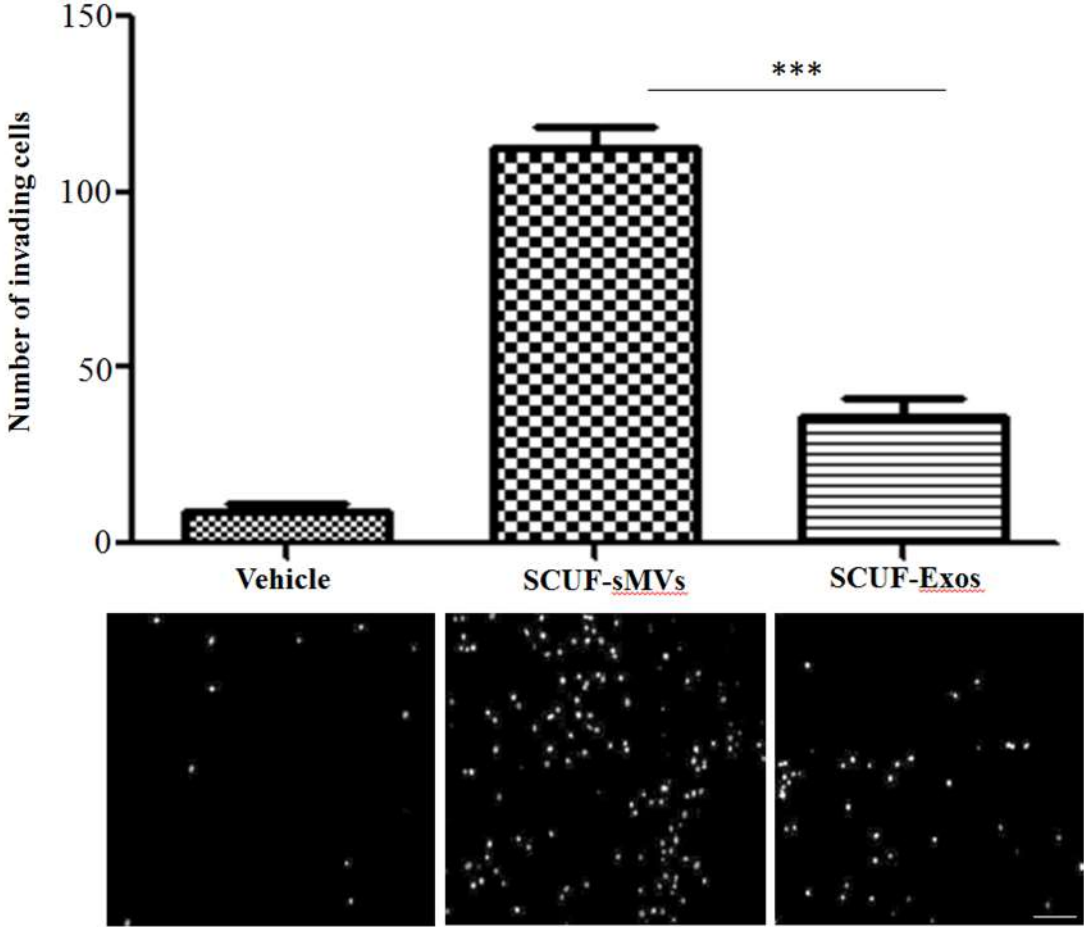 150
***
100
50
0
Number of invading cells
Vehicle
SCUF-sMVs
SCUF-Exos